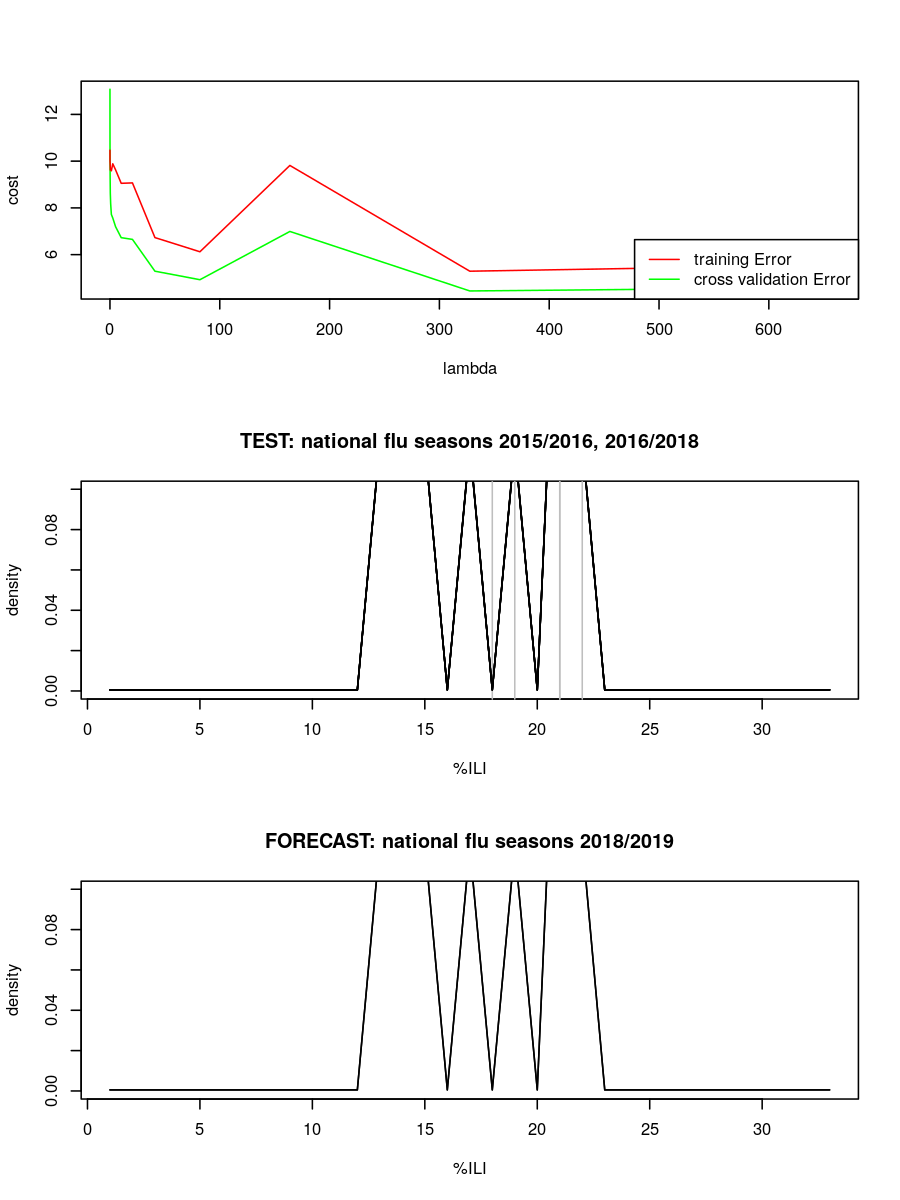 cost
12
10
8
6
training Error
cross validation Error
0 100 200 300 400 500 600
lambda
TEST: national flu seasons 2015/2016, 2016/2018
density
0.08
0.04
0.00
0 5 10 15 20 25 30
%ILI
FORECAST: national flu seasons 2018/2019
density
0.08
0.04
0.00
0 5 10 15 20 25 30
%ILI